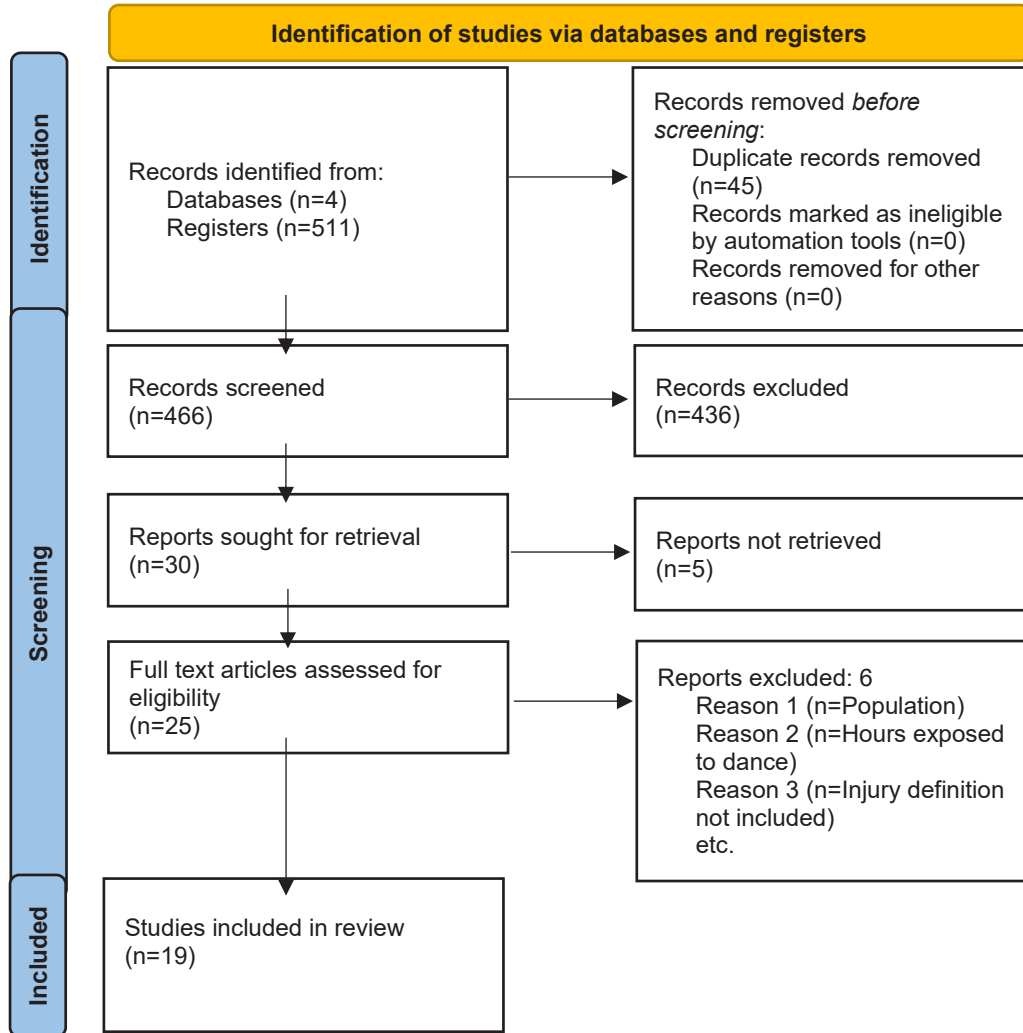 Identification of studies via databases and registers
Identification
Records identified from:
Databases (n=4)
Registers (n=511)
Records removed before
screening:
Duplicate records removed
(n=45)
Records marked as ineligible
by automation tools (n=0)
Records removed for other
reasons (n=0)
Screening
Records screened
(n=466)
Records excluded
(n=436)
Reports sought for retrieval
(n=30)
Reports not retrieved
(n=5)
Full text articles assessed for
eligibility
(n=25)
Reports excluded: 6
Reason 1 (n=Population)
Reason 2 (n=Hours exposed
to dance)
Reason 3 (n=Injury definition
not included)
etc.
Included
Studies included in review
(n=19)